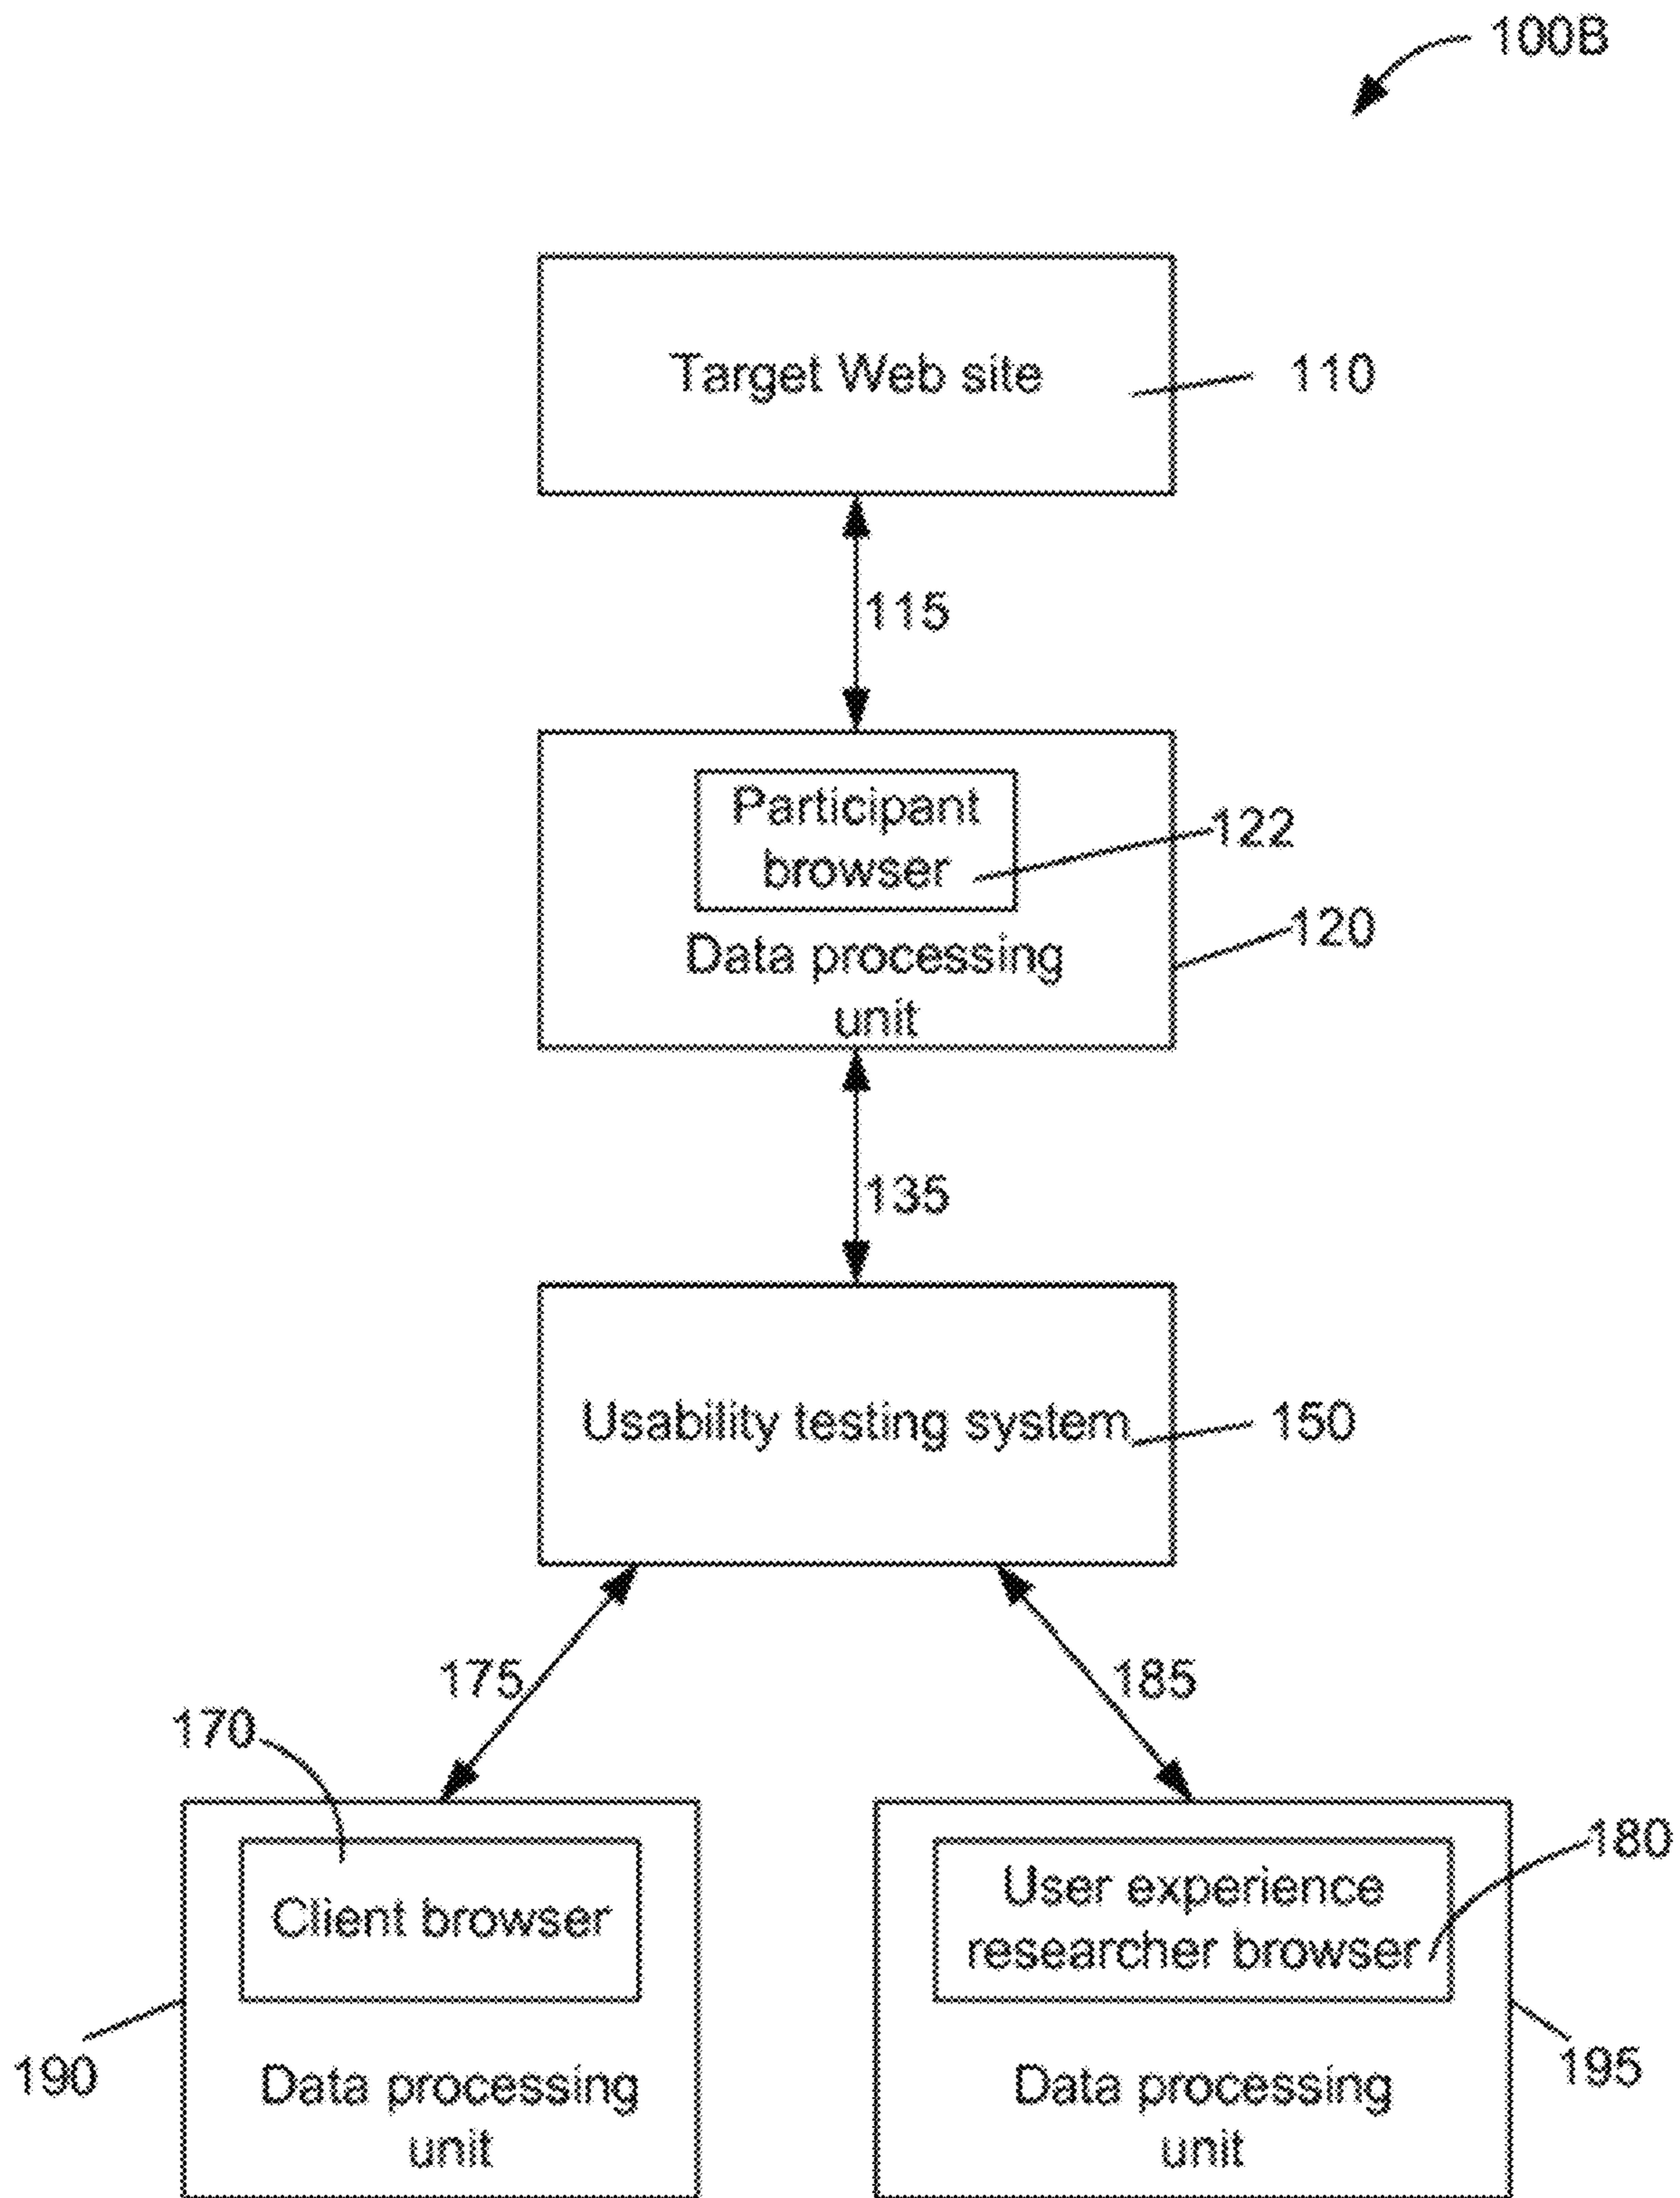 100B
Target Web site
110
115
Participant
browser
122
120
Data processing
unit
135
Usability testing system
150
175
185
170
180
Client browser
User experience
researcher browser
190
195
Data processing
unit
Data processing
unit